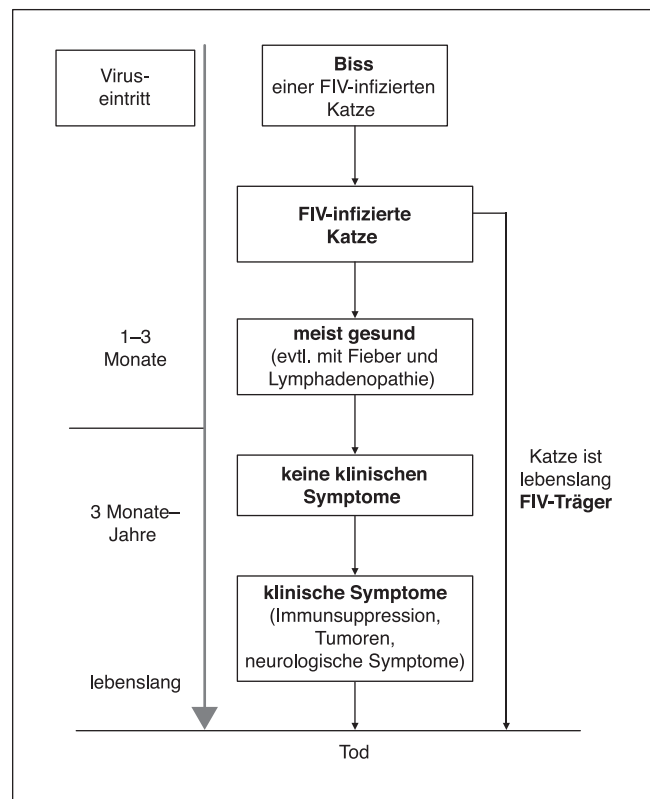 Virus-
eintritt
Biss
einer FIV-infizierten
Katze
FIV-infizierte
Katze
1–3
Monate
meist gesund
(evtl. mit Fieber und
Lymphadenopathie)
keine klinischen
Symptome
Katze ist
lebenslang
FIV-Träger
3 Monate–
Jahre
klinische Symptome
(Immunsuppression,
Tumoren,
neurologische Symptome)
lebenslang
Tod